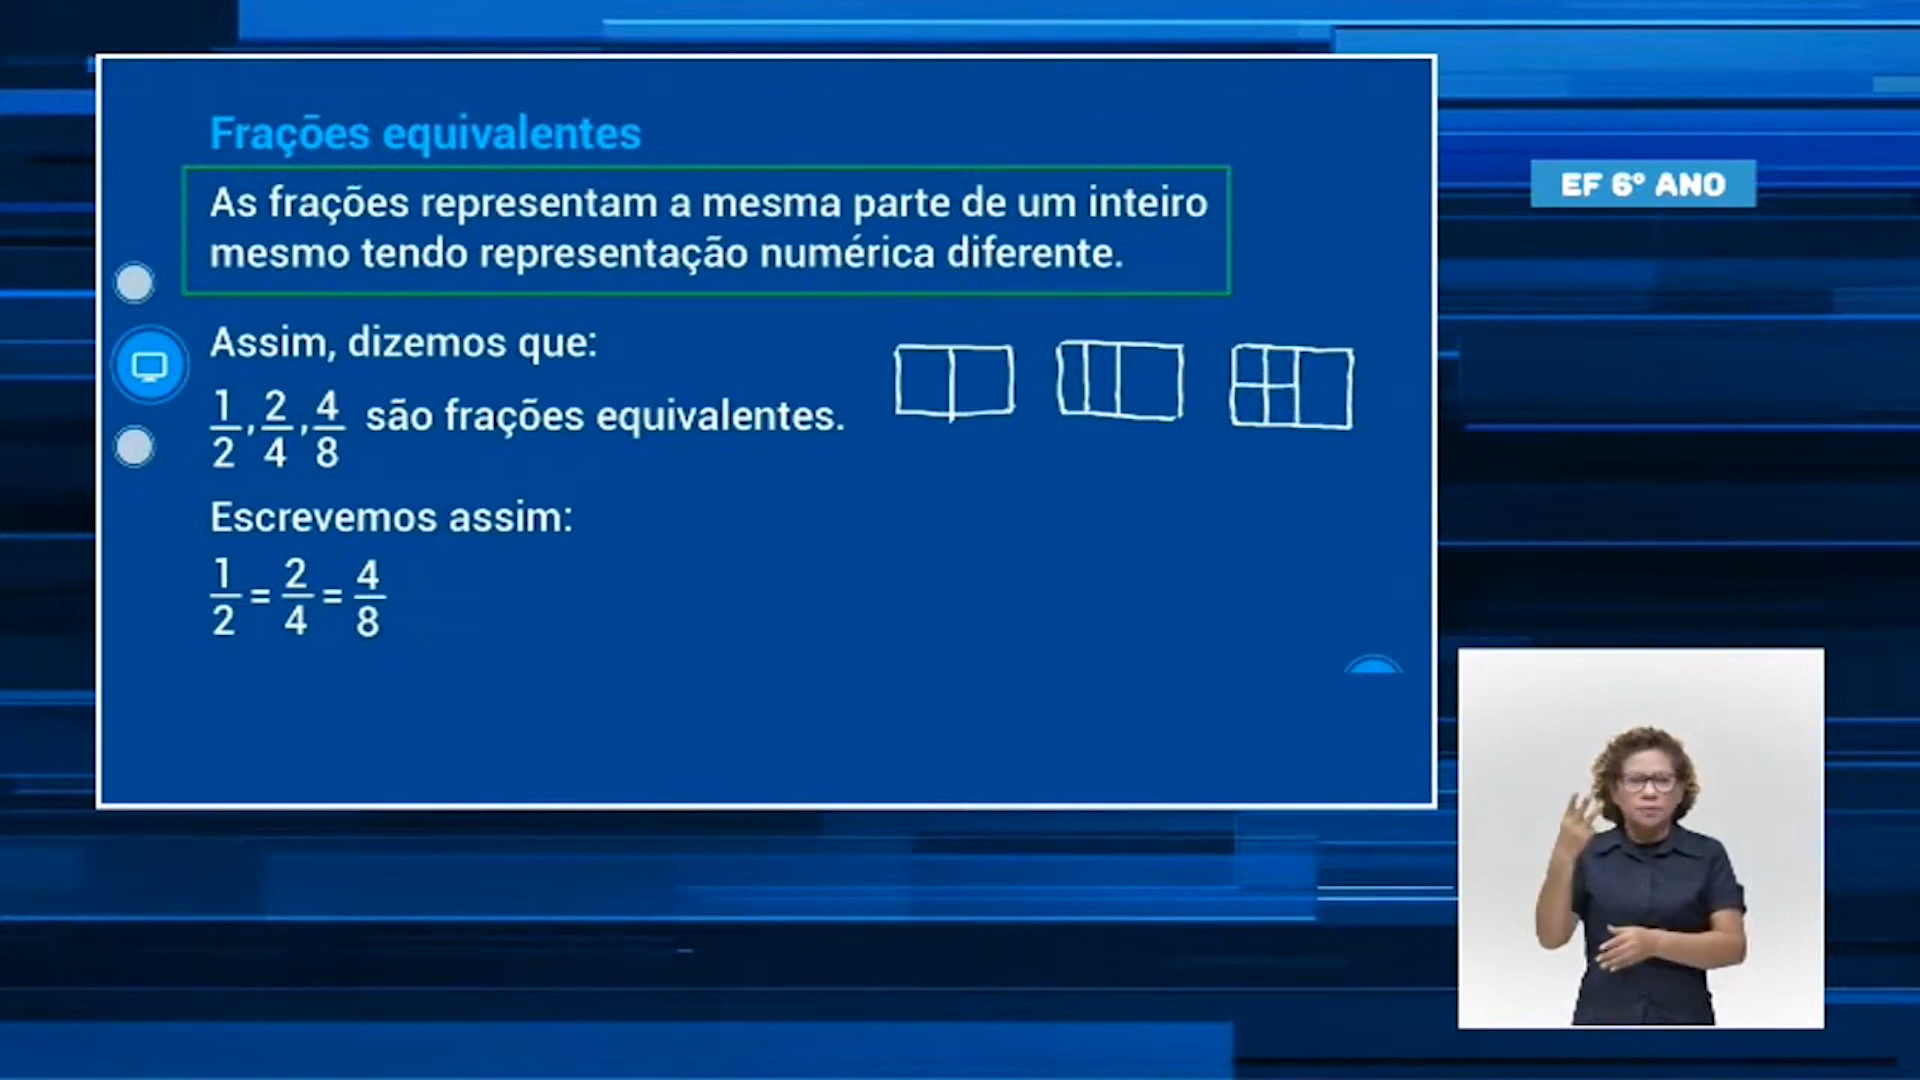 Frações equivalentes
As frações representam a mesma parte de um inteiro
mesmo tendo representação numérica diferente.
EF 6º ANO
Assim, dizemos que:
1/2, 2/4, 4/8 são frações equivalentes.
Escrevemos assim:
1/2 = 2/4 = 4/8